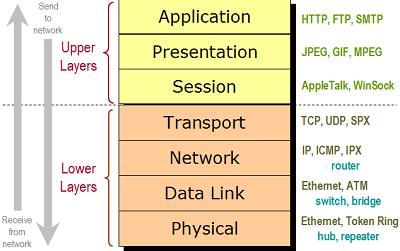 Send to
network
Upper
Layers
Application
HTTP, FTP, SMTP
Presentation
JPEG, GIF, MPEG
Session
AppleTalk, WinSock
Transport
TCP, UDP, SPX
Lower
Layers
Network
IP, ICMP, IPX
router
Data Link
Ethernet, ATM
switch, bridge
Physical
Ethernet, Token Ring
hub, repeater
Receive
from
network